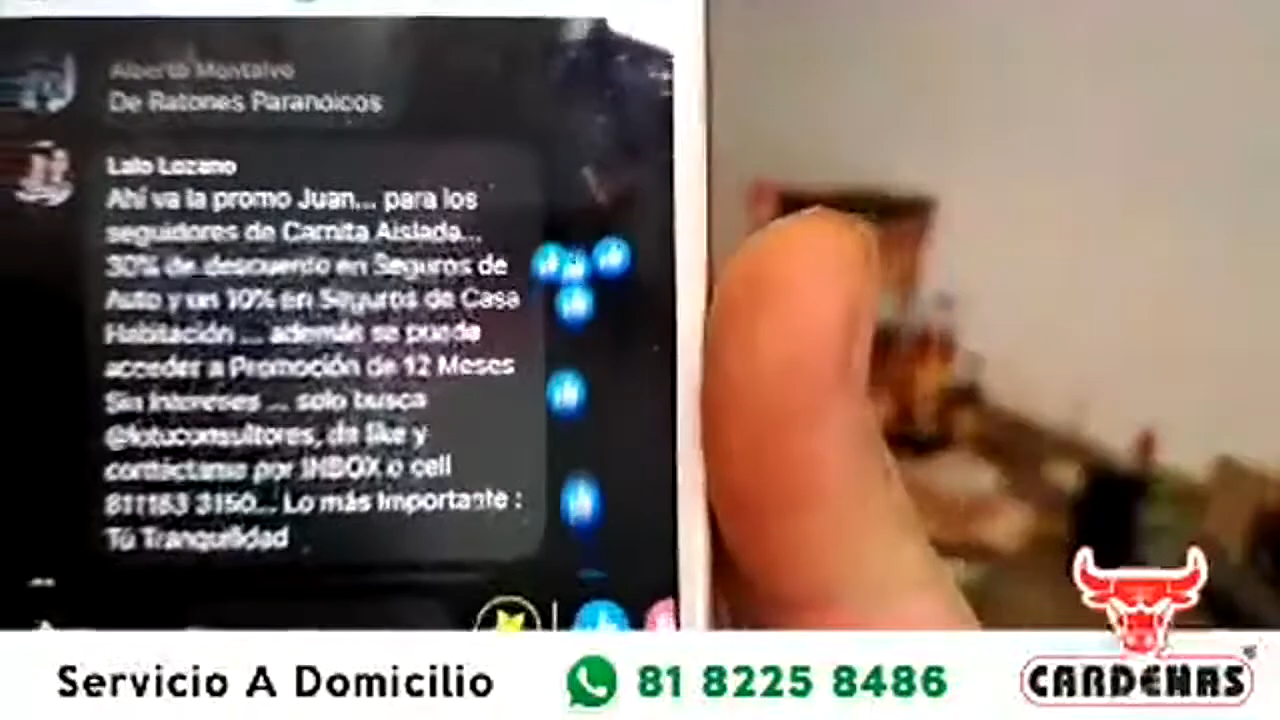 Alberto Montalvo
De Ratones Paranoicos
Lalo Lozano
Ahí va la promo Juan... para los
seguidores de Carnita Aislada...
30% de descuento en Seguros de
Auto y un 10% en Seguros de Casa
Habitación ... además se puede
acceder a Promoción de 12 Meses
Sin Intereses ... solo busca
@lotuconsultores, da like y
contáctame por INBOX o cell
811183 3150... Lo más importante :
Tú Tranquilidad
Servicio A Domicilio
81 8225 8486
CARDENAS